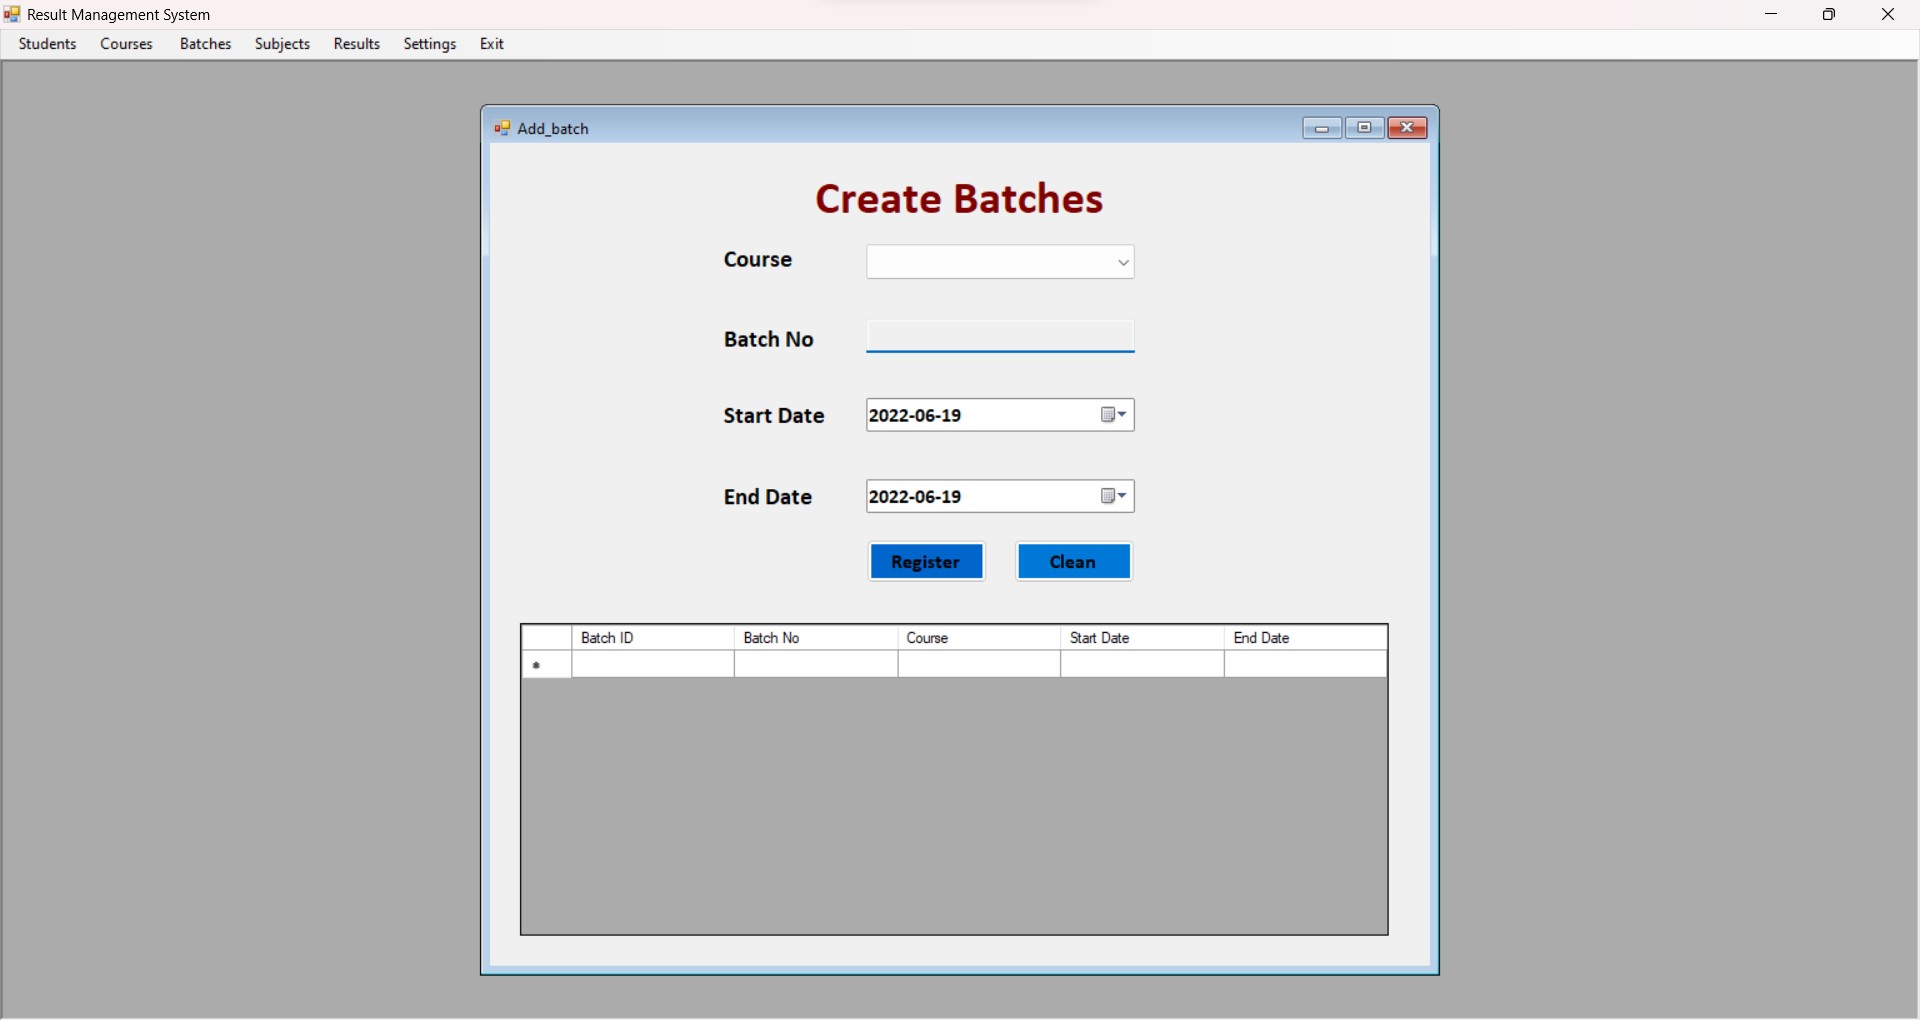 Result Management System
Students Courses Batches Subjects Results Settings Exit
Add_batch
Create Batches
Course
Batch No
Start Date 2022-06-19
End Date 2022-06-19
Register Clean
Batch ID Batch No Course Start Date End Date